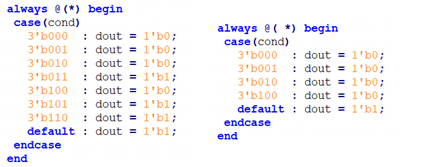 always @(*) begin
case(cond)
3'b000 : dout = 1'b0;
3'b001 : dout = 1'b0;
3'b010 : dout = 1'b0;
3'b011 : dout = 1'b1;
3'b100 : dout = 1'b0;
3'b101 : dout = 1'b1;
3'b110 : dout = 1'b1;
default : dout = 1'b1;
endcase
end
always @( *) begin
case(cond)
3'b000 : dout = 1'b0;
3'b001 : dout = 1'b0;
3'b010 : dout = 1'b0;
3'b100 : dout = 1'b0;
default : dout = 1'b1;
endcase
end